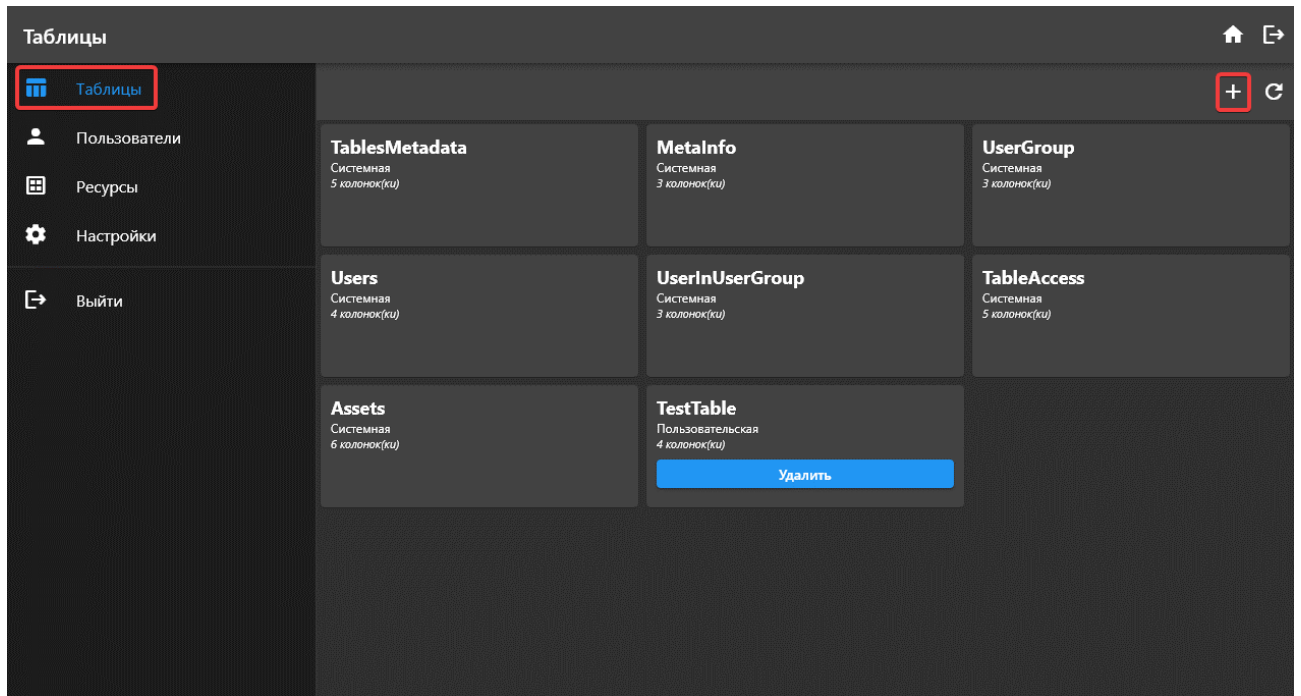 Таблицы
Таблицы
Пользователи
Ресурсы
Настройки
Выйти
TablesMetadata
Системная
5 колонок(ки)
MetaInfo
Системная
3 колонок(ки)
UserGroup
Системная
3 колонок(ки)
Users
Системная
4 колонок(ки)
UserInUserGroup
Системная
3 колонок(ки)
TableAccess
Системная
5 колонок(ки)
Assets
Системная
6 колонок(ки)
TestTable
Пользовательская
4 колонок(ки)
Удалить